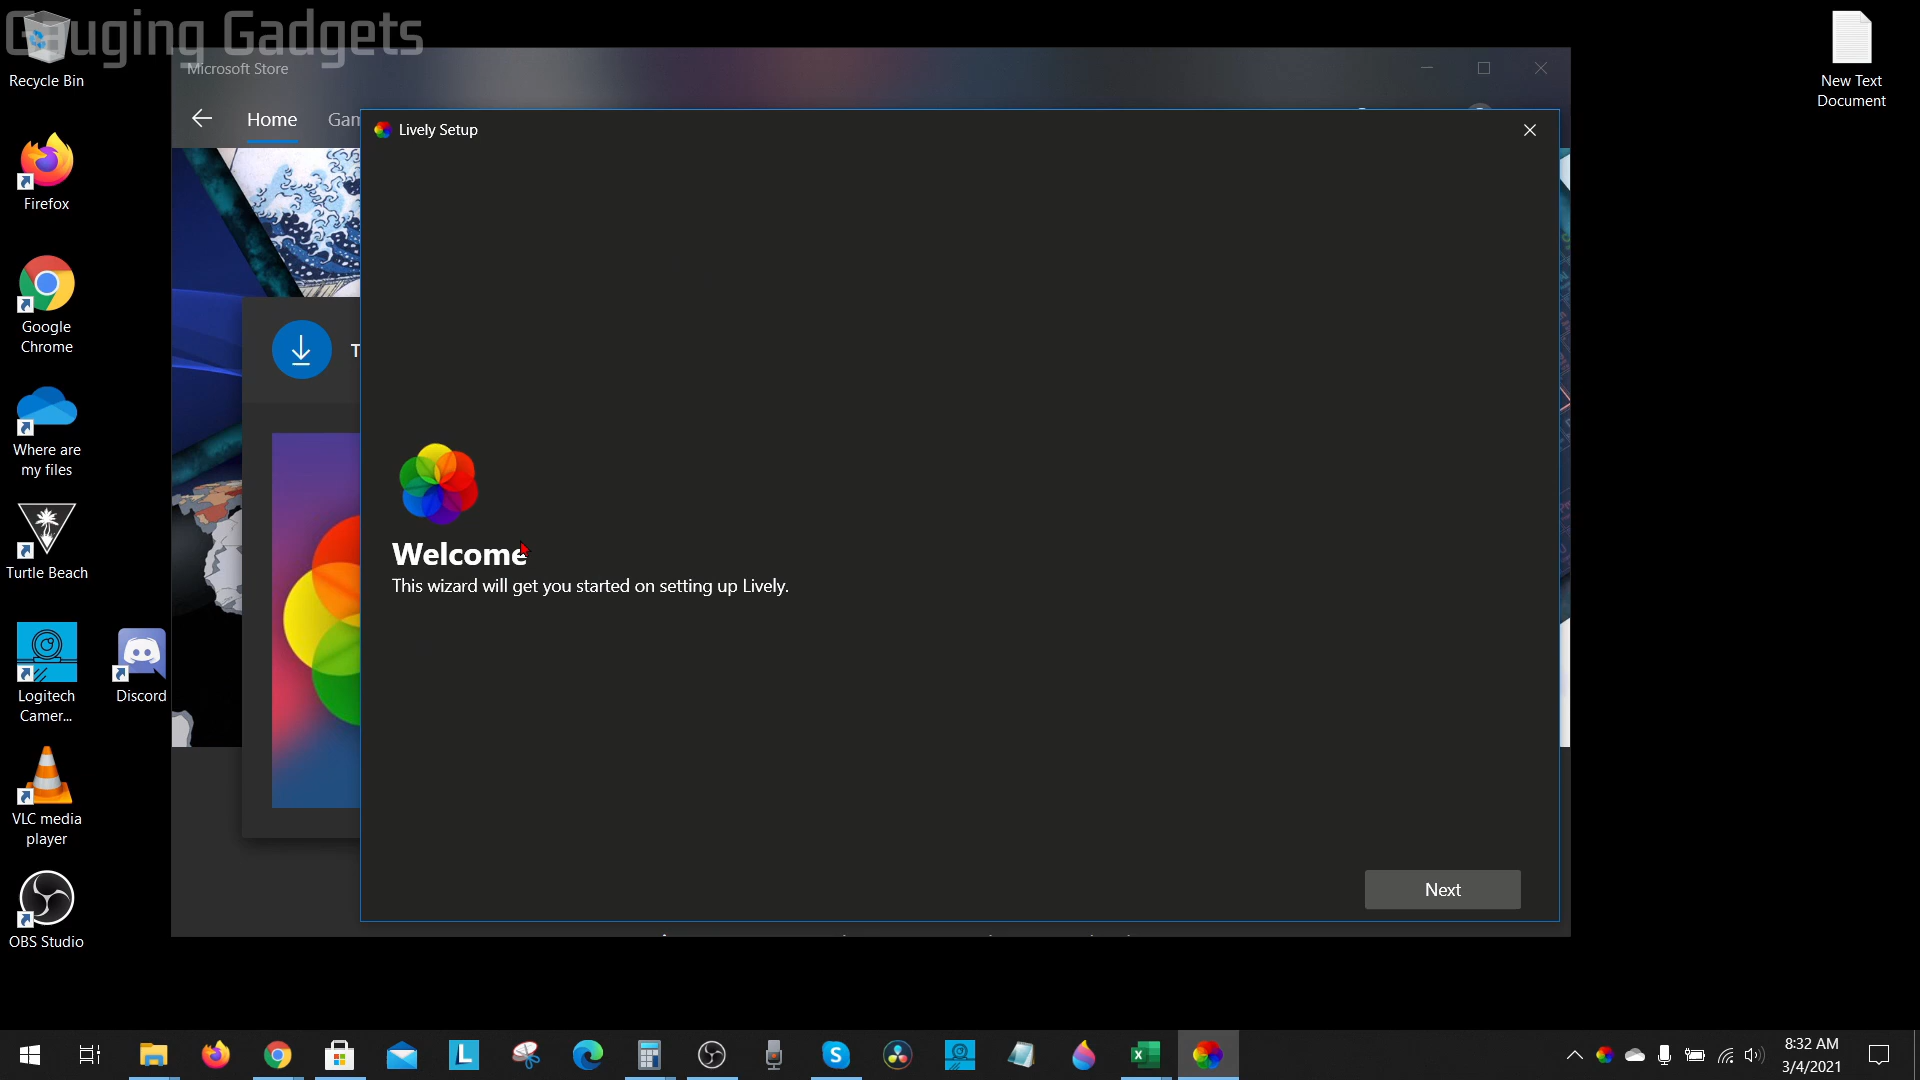 Gauging Gadgets
Recycle Bin
Microsoft Store
New Text
Document
Home
Gam
Lively Setup
Firefox
Google
Chrome
T
Where are
my files
Welcome
This wizard will get you started on setting up Lively.
Turtle Beach
Logitech
Camer...
Discord
VLC media
player
Next
OBS Studio
8:32 AM
3/4/2021